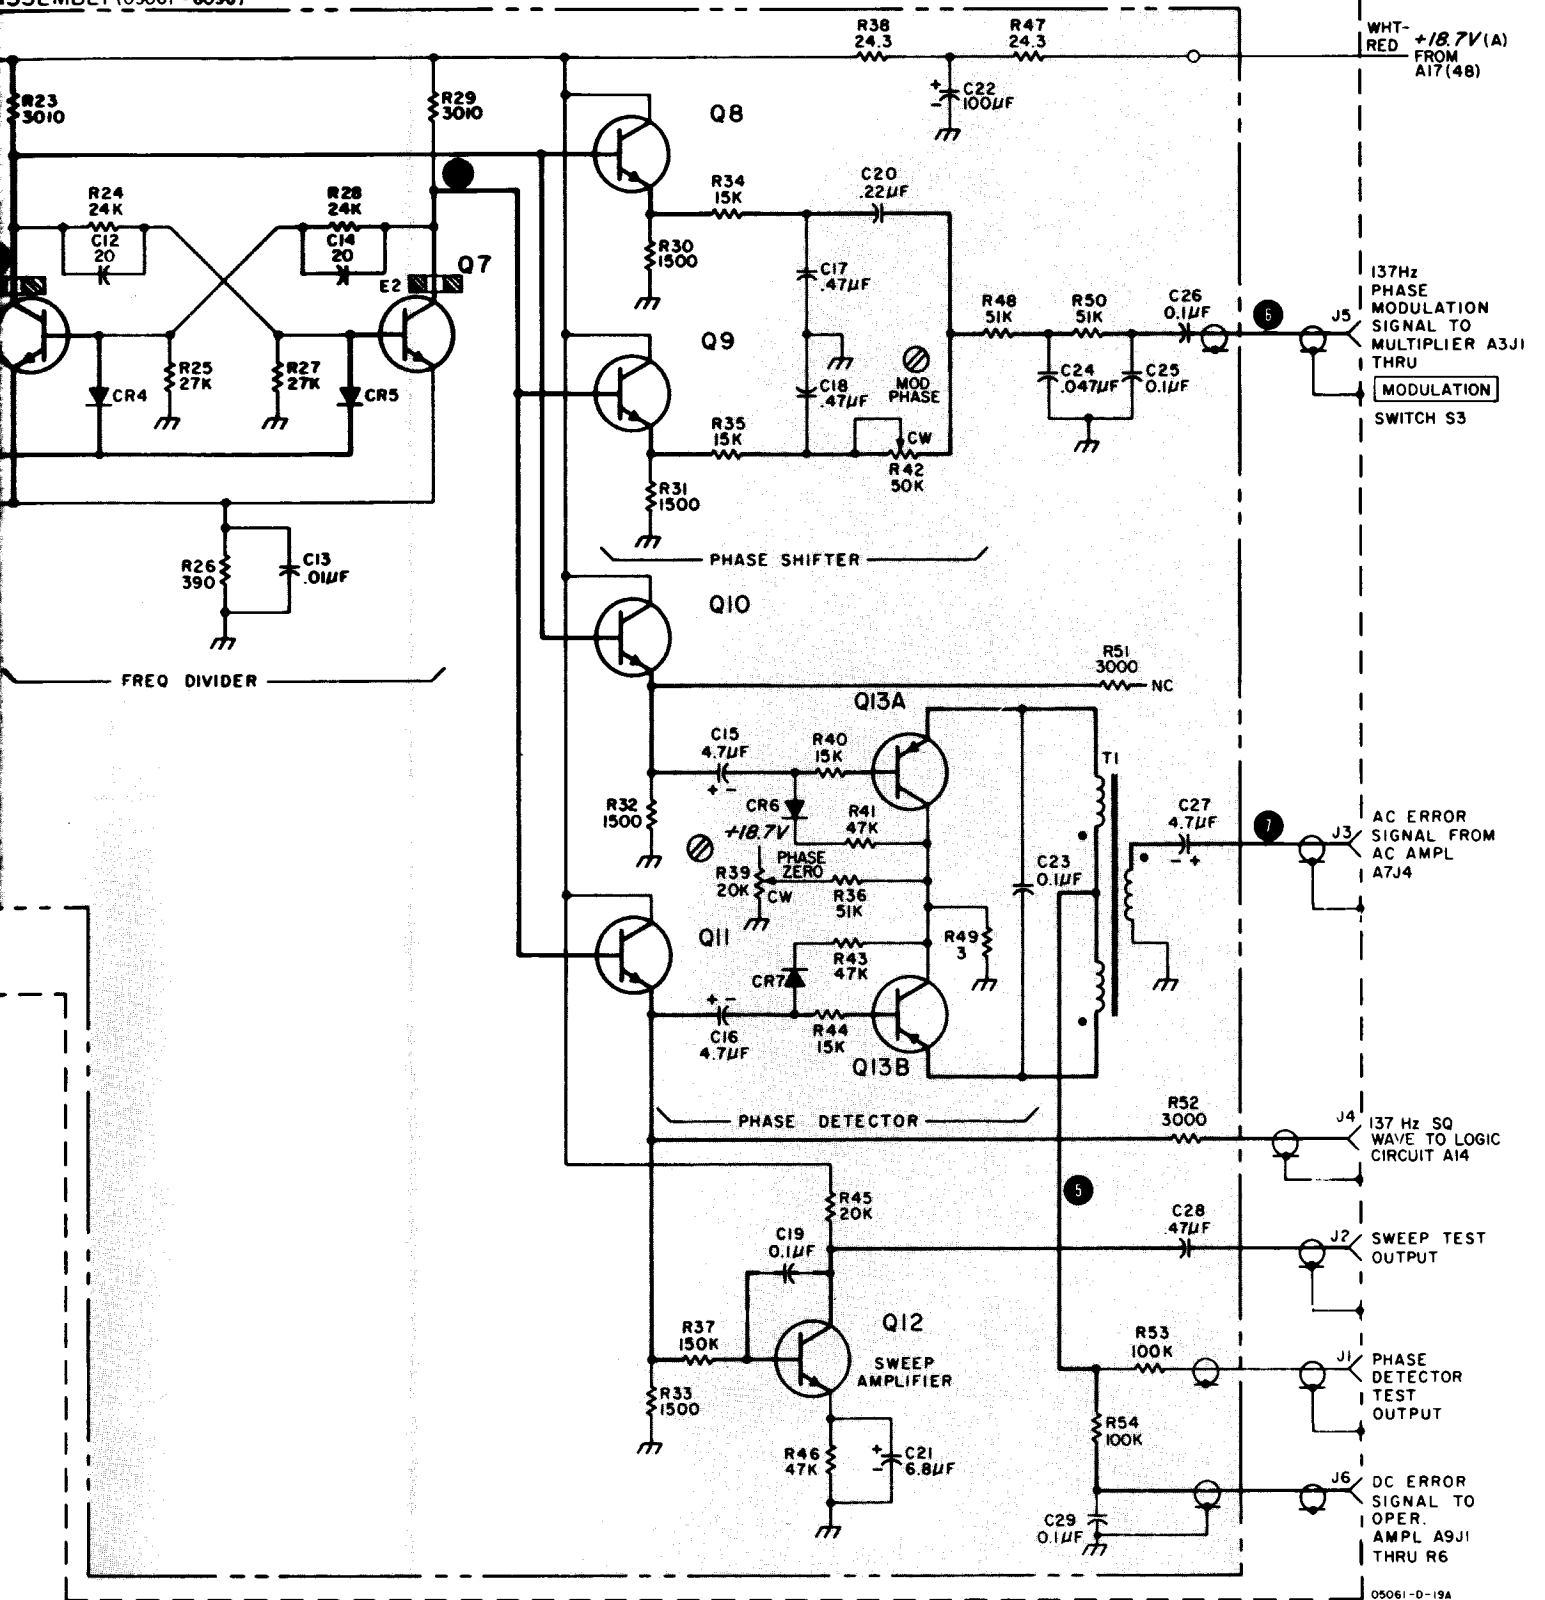 WHT-
RED
+18.7V(A)
FROM
A17(48)
R38
24.3
R47
24.3
C22
100µF
R23
3010
R29
3010
Q8
R24
24K
C12
20
R28
24K
C14
20
E2
Q7
R34
15K
C20
.22µF
R30
1500
C17
.47µF
R25
27K
R27
27K
CR4
CR5
Q9
MOD
PHASE
C18
.47µF
R35
15K
CW
R42
50K
R31
1500
R48
51K
R50
51K
C26
0.1µF
C24
.047µF
C25
0.1µF
6
J5
137Hz
PHASE
MODULATION
SIGNAL TO
MULTIPLIER A3J1
THRU
MODULATION
SWITCH S3
R26
390
C13
.01µF
PHASE SHIFTER
FREQ DIVIDER
Q10
R51
3000
NC
Q13A
C15
4.7µF
+ -
R40
15K
CR6
R41
47K
R32
1500
+18.7V
PHASE
ZERO
R39
20K
CW
R36
51K
C23
0.1µF
T1
C27
4.7µF
- +
7
J3
AC ERROR
SIGNAL FROM
AC AMPL
A7J4
Q11
R43
47K
R49
3
CR7
+ -
C16
4.7µF
R44
15K
Q13B
PHASE DETECTOR
R52
3000
J4
137 Hz SQ
WAVE TO LOGIC
CIRCUIT A14
5
R45
20K
C19
0.1µF
C28
.47µF
J2
SWEEP TEST
OUTPUT
R37
150K
Q12
SWEEP
AMPLIFIER
R33
1500
R46
47K
C21
6.8µF
R53
100K
J1
PHASE
DETECTOR
TEST
OUTPUT
R54
100K
C29
0.1µF
J6
DC ERROR
SIGNAL TO
OPER.
AMPL A9J1
THRU R6
05061-D-19A